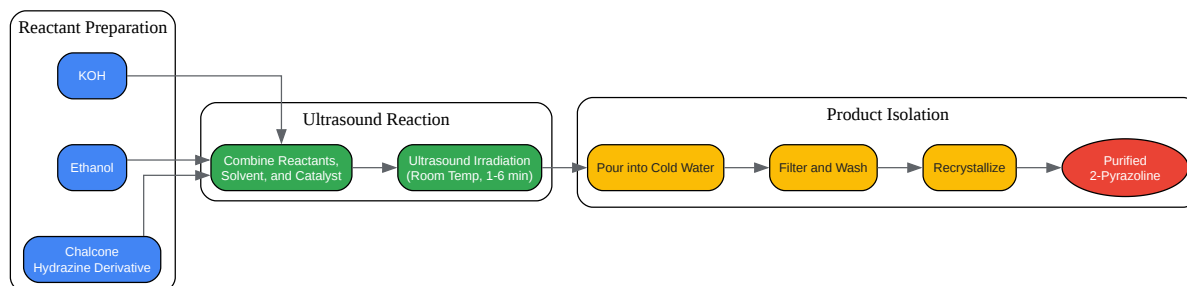 Reactant Preparation
KOH
Ethanol
Chalcone
Hydrazine Derivative
Ultrasound Reaction
Combine Reactants,
Solvent, and Catalyst
Ultrasound Irradiation
(Room Temp, 1-6 min)
Product Isolation
Pour into Cold Water
Filter and Wash
Recrystallize
Purified
2-Pyrazoline